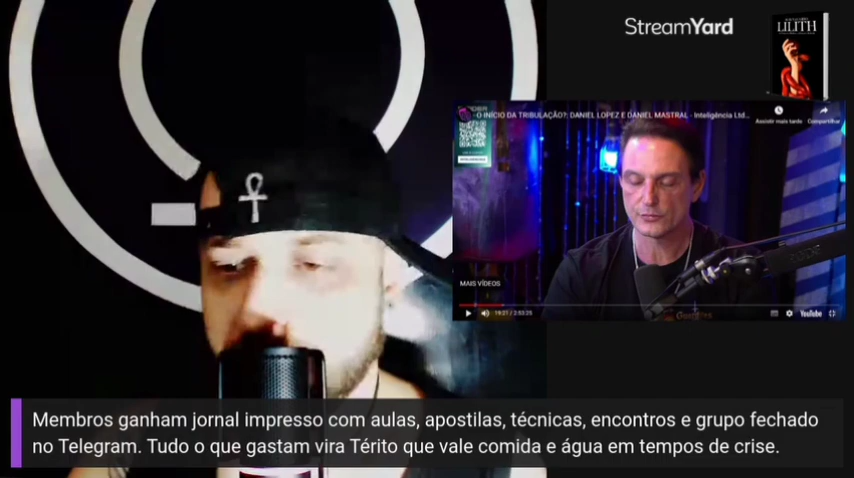 StreamYard
LILITH
O INÍCIO DA TRIBULAÇÃO?: DANIEL LOPEZ E DANIEL MASTRAL - Inteligência Ltd...
Assistir mais tarde
Compartilhar
MAIS VÍDEOS
19:21 / 2:53:25
YouTube
Membros ganham jornal impresso com aulas, apostilas, técnicas, encontros e grupo fechado
no Telegram. Tudo o que gastam vira Térito que vale comida e água em tempos de crise.